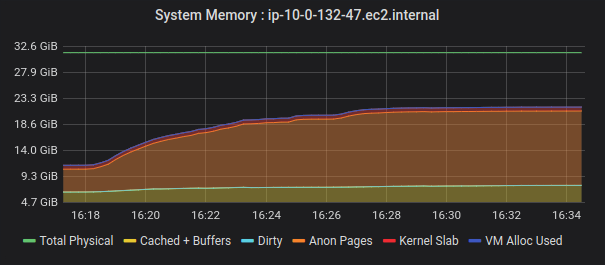 System Memory : ip-10-0-132-47.ec2.internal
32.6 GiB
27.9 GiB
23.3 GiB
18.6 GiB
14.0 GiB
9.3 GiB
4.7 GiB
16:18 16:20 16:22 16:24 16:26 16:28 16:30 16:32 16:34
Total Physical Cached + Buffers Dirty Anon Pages Kernel Slab VM Alloc Used